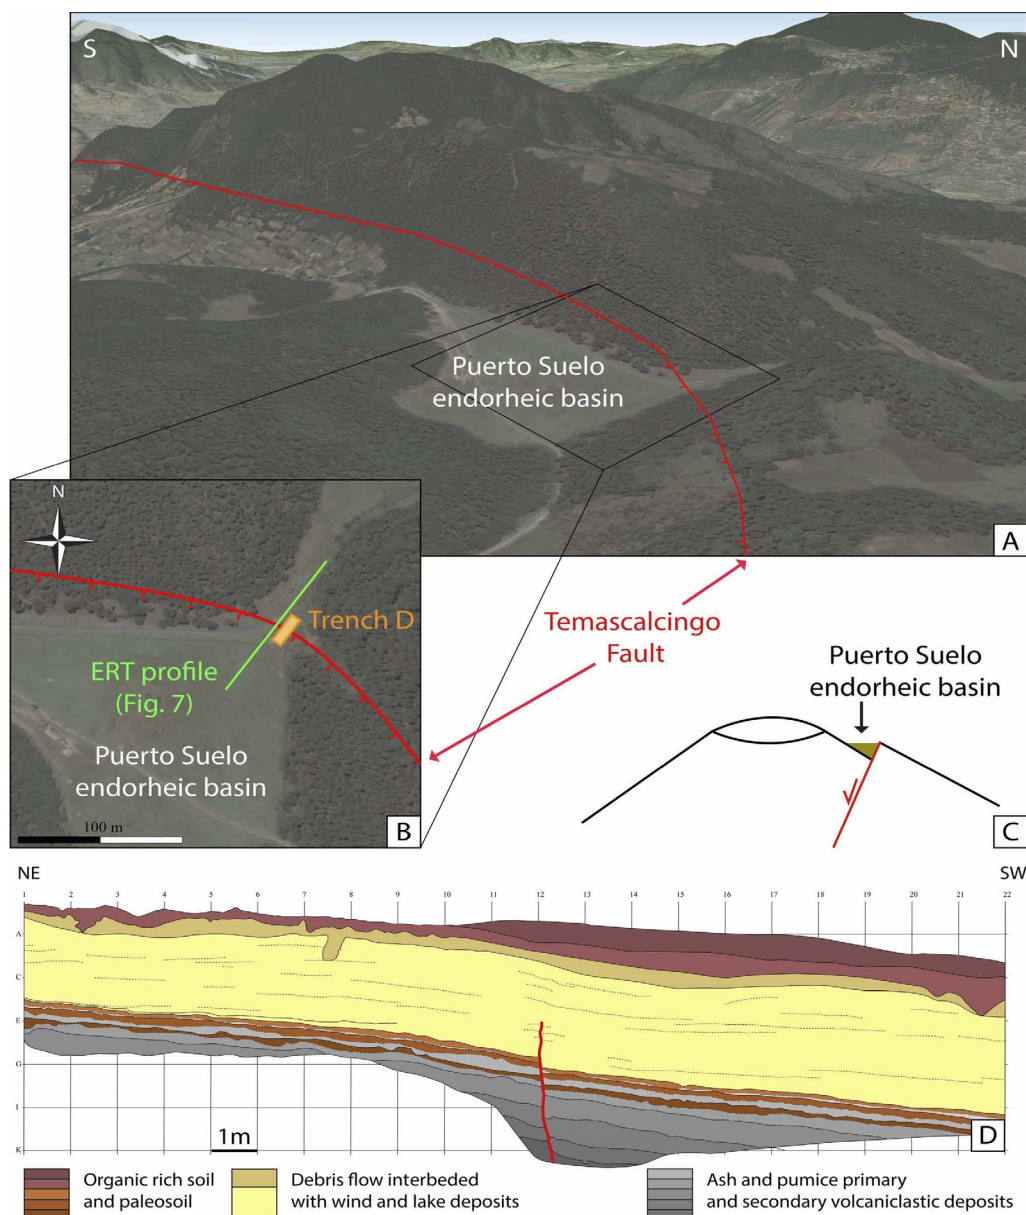 S
N
Puerto Suelo
endorheic basin
A
N
Trench D
ERT profile
(Fig. 7)
Puerto Suelo
endorheic basin
100 m
B
Temascalcingo
Fault
Puerto Suelo
endorheic basin
C
NE
SW
1 2 3 4 5 6 7 8 9 10 11 12 13 14 15 16 17 18 19 20 21 22
A
C
E
G
I
K
1m
D
Organic rich soil
and paleosoil
Debris flow interbeded
with wind and lake deposits
Ash and pumice primary
and secondary volcaniclastic deposits